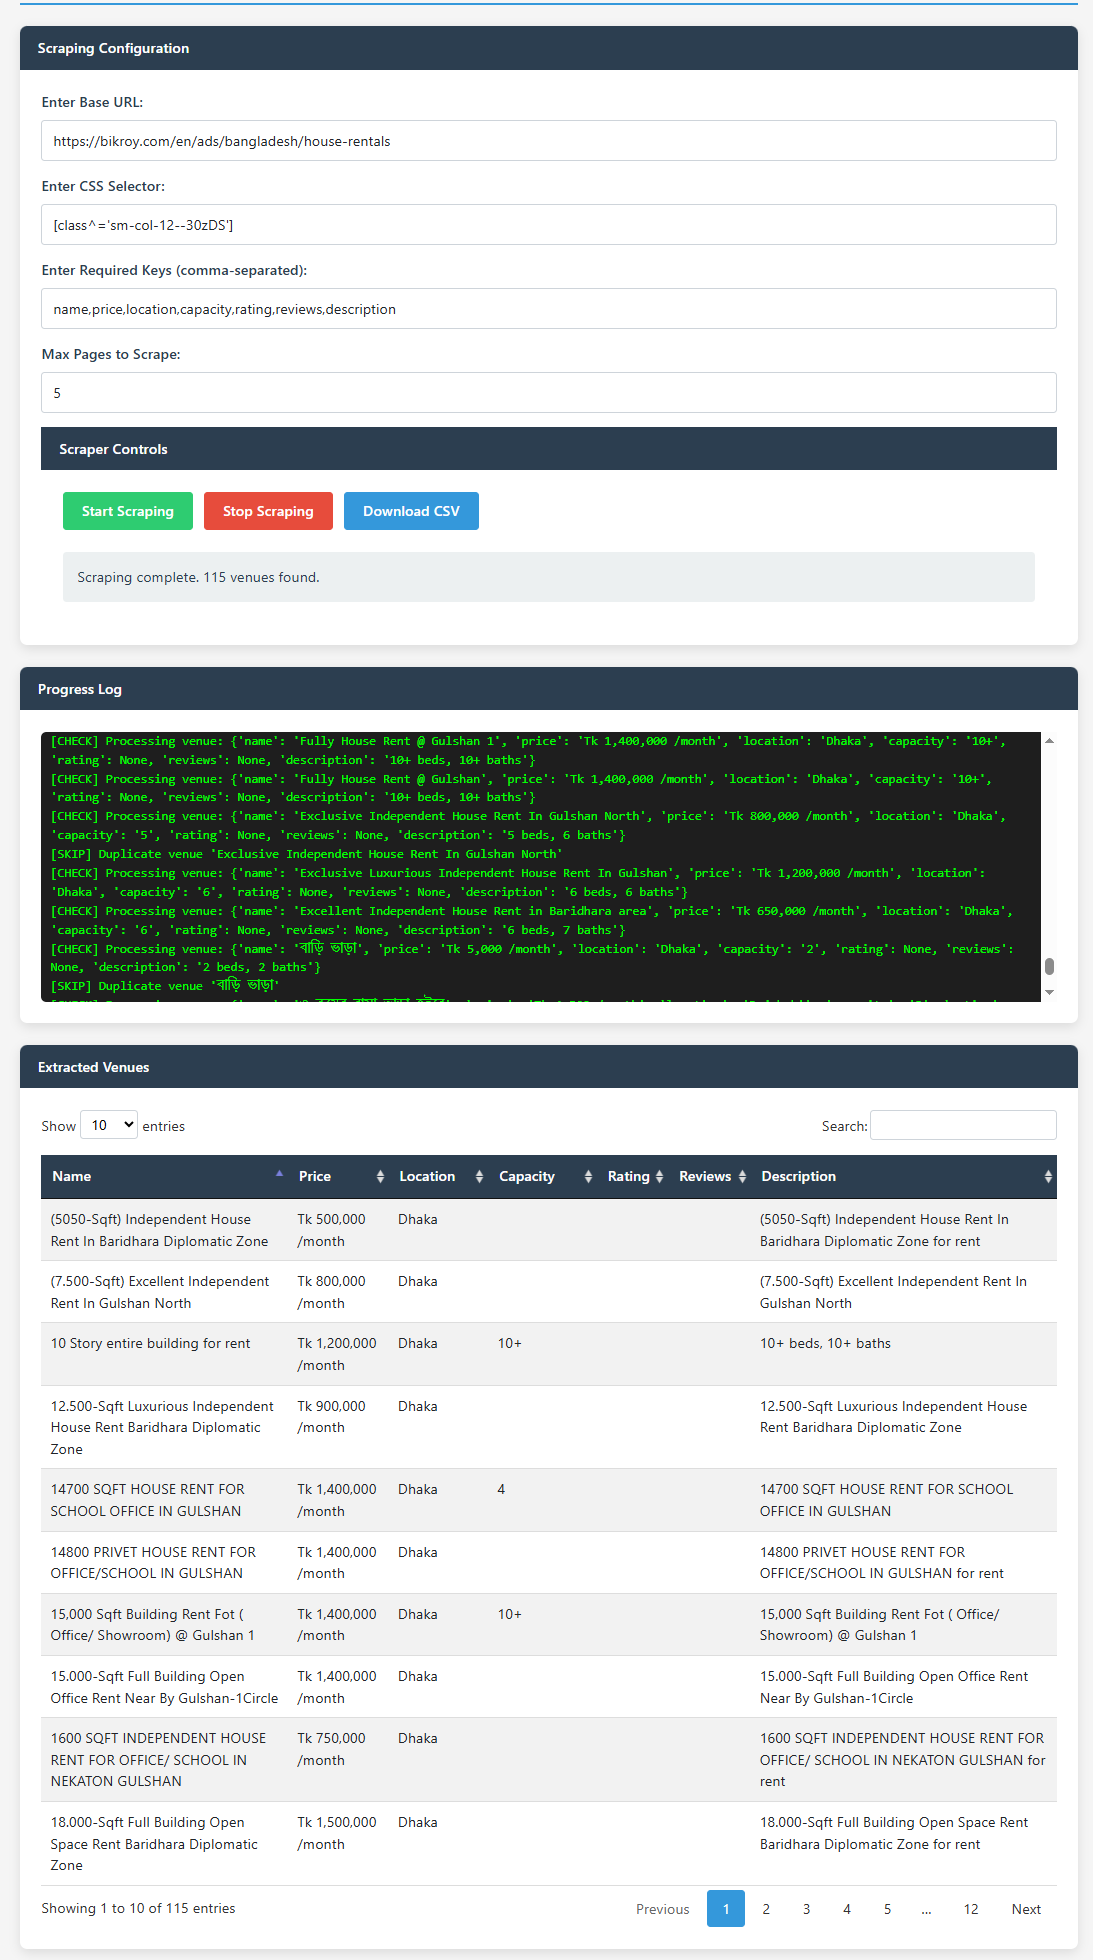 Scraping Configuration
Enter Base URL:
https://bikroy.com/en/ads/bangladesh/house-rentals
Enter CSS Selector:
[class^='sm-col-12--30zDS']
Enter Required Keys (comma-separated):
name,price,location,capacity,rating,reviews,description
Max Pages to Scrape:
5
Scraper Controls
Start Scraping Stop Scraping Download CSV
Scraping complete. 115 venues found.
Progress Log
[CHECK] Processing venue: {'name': 'Fully House Rent @ Gulshan 1', 'price': 'Tk 1,400,000 /month', 'location': 'Dhaka', 'capacity': '10+',
'rating': None, 'reviews': None, 'description': '10+ beds, 10+ baths'}
[CHECK] Processing venue: {'name': 'Fully House Rent @ Gulshan', 'price': 'Tk 1,400,000 /month', 'location': 'Dhaka', 'capacity': '10+',
'rating': None, 'reviews': None, 'description': '10+ beds, 10+ baths'}
[CHECK] Processing venue: {'name': 'Exclusive Independent House Rent In Gulshan North', 'price': 'Tk 800,000 /month', 'location': 'Dhaka',
'capacity': '5', 'rating': None, 'reviews': None, 'description': '5 beds, 6 baths'}
[SKIP] Duplicate venue 'Exclusive Independent House Rent In Gulshan North'
[CHECK] Processing venue: {'name': 'Exclusive Luxurious Independent House Rent In Gulshan', 'price': 'Tk 1,200,000 /month', 'location':
'Dhaka', 'capacity': '6', 'rating': None, 'reviews': None, 'description': '6 beds, 6 baths'}
[CHECK] Processing venue: {'name': 'Excellent Independent House Rent in Baridhara area', 'price': 'Tk 650,000 /month', 'location': 'Dhaka',
'capacity': '6', 'rating': None, 'reviews': None, 'description': '6 beds, 7 baths'}
[CHECK] Processing venue: {'name': 'বাড়ি ভাড়া', 'price': 'Tk 5,000 /month', 'location': 'Dhaka', 'capacity': '2', 'rating': None, 'reviews':
None, 'description': '2 beds, 2 baths'}
[SKIP] Duplicate venue 'বাড়ি ভাড়া'
Extracted Venues
Show 10 entries Search:
Name Price Location Capacity Rating Reviews Description
(5050-Sqft) Independent House Tk 500,000 Dhaka (5050-Sqft) Independent House Rent In
Rent In Baridhara Diplomatic Zone /month Baridhara Diplomatic Zone for rent
(7.500-Sqft) Excellent Independent Tk 800,000 Dhaka (7.500-Sqft) Excellent Independent Rent In
Rent In Gulshan North /month Gulshan North
10 Story entire building for rent Tk 1,200,000 Dhaka 10+ 10+ beds, 10+ baths
/month
12.500-Sqft Luxurious Independent Tk 900,000 Dhaka 12.500-Sqft Luxurious Independent House
House Rent Baridhara Diplomatic /month Rent Baridhara Diplomatic Zone
Zone
14700 SQFT HOUSE RENT FOR Tk 1,400,000 Dhaka 4 14700 SQFT HOUSE RENT FOR SCHOOL
SCHOOL OFFICE IN GULSHAN /month OFFICE IN GULSHAN
14800 PRIVET HOUSE RENT FOR Tk 1,400,000 Dhaka 14800 PRIVET HOUSE RENT FOR
OFFICE/SCHOOL IN GULSHAN /month OFFICE/SCHOOL IN GULSHAN for rent
15,000 Sqft Building Rent Fot ( Tk 1,400,000 Dhaka 10+ 15,000 Sqft Building Rent Fot ( Office/
Office/ Showroom) @ Gulshan 1 /month Showroom) @ Gulshan 1
15.000-Sqft Full Building Open Tk 1,400,000 Dhaka 15.000-Sqft Full Building Open Office Rent
Office Rent Near By Gulshan-1Circle /month Near By Gulshan-1Circle
1600 SQFT INDEPENDENT HOUSE Tk 750,000 Dhaka 1600 SQFT INDEPENDENT HOUSE RENT FOR
RENT FOR OFFICE/ SCHOOL IN /month OFFICE/ SCHOOL IN NEKATON GULSHAN for
NEKATON GULSHAN rent
18.000-Sqft Full Building Open Tk 1,500,000 Dhaka 18.000-Sqft Full Building Open Space Rent
Space Rent Baridhara Diplomatic /month Baridhara Diplomatic Zone for rent
Zone
Showing 1 to 10 of 115 entries Previous 1 2 3 4 5 ... 12 Next